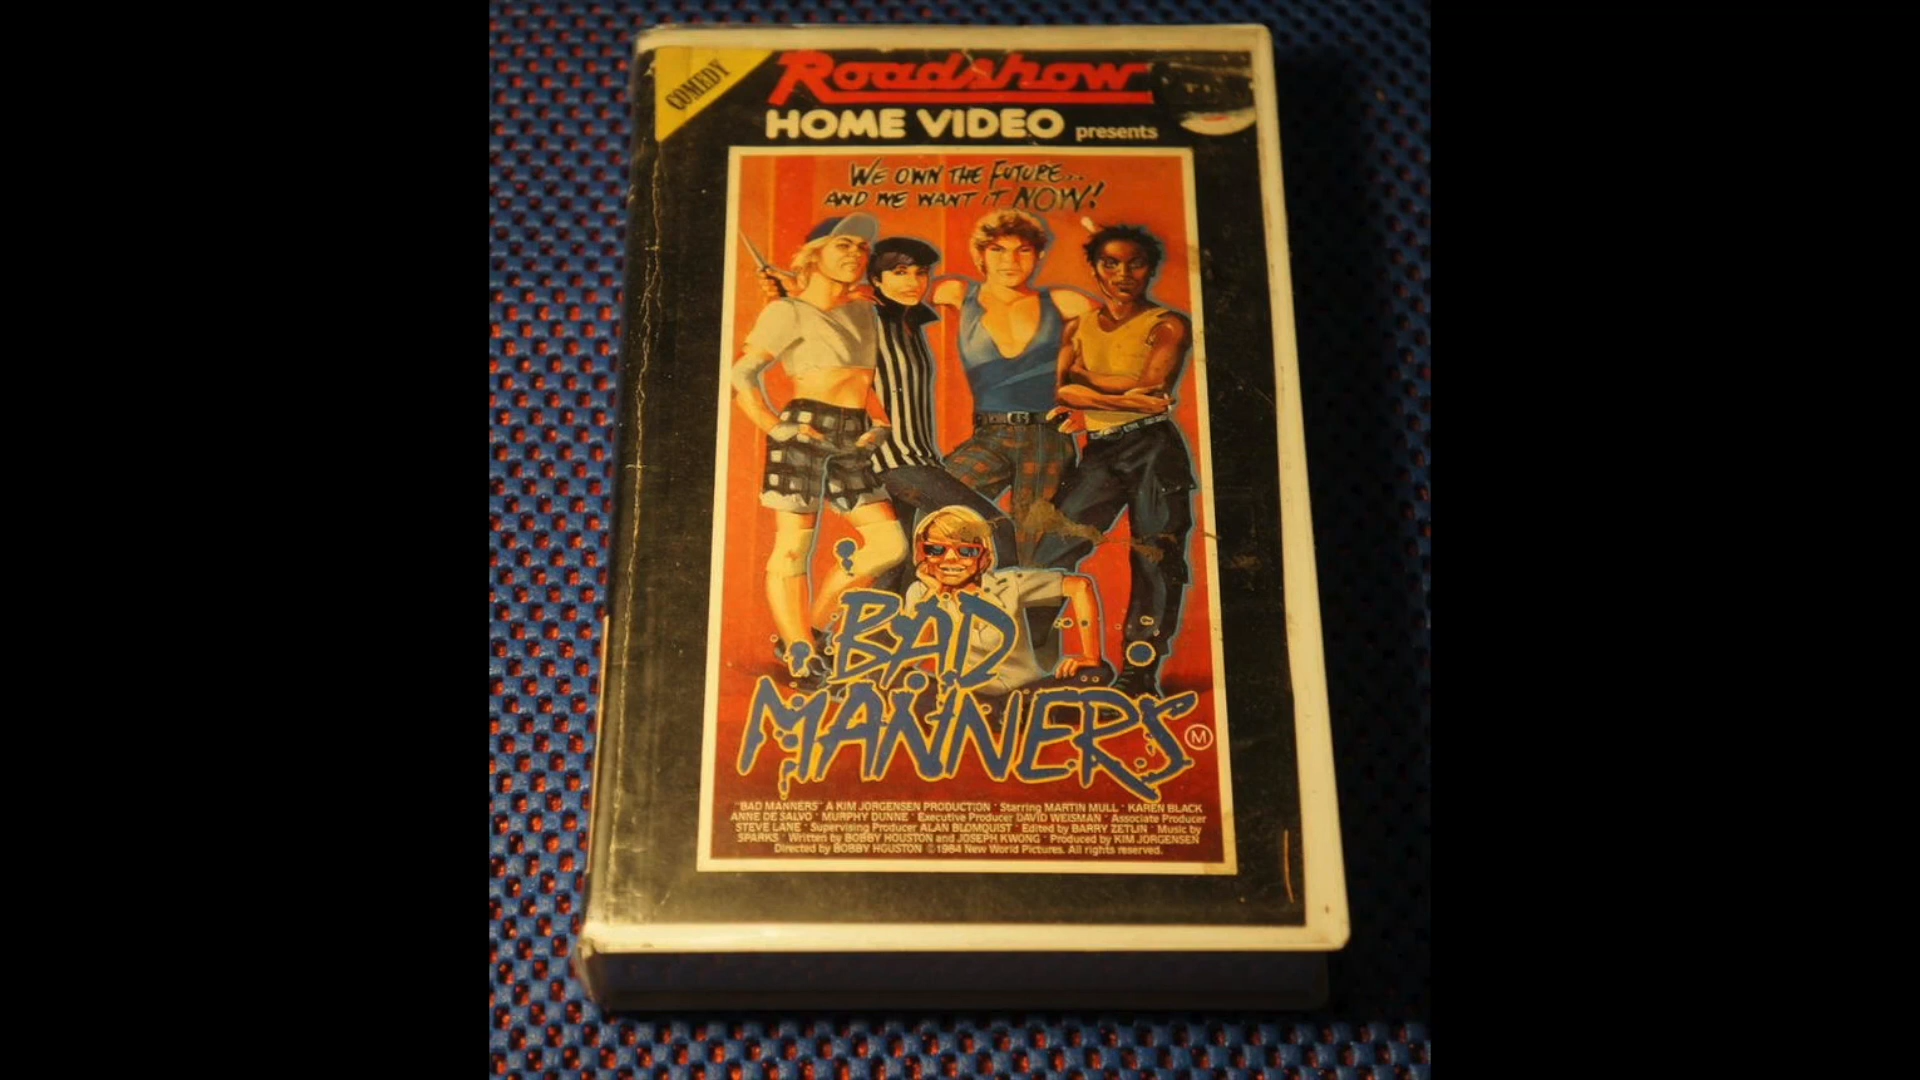 COMEDY
Roadshow
HOME VIDEO presents
WE OWN THE FUTURE..
AND WE WANT IT NOW!
BAD
MANNERS
M
"BAD MANNERS" A KIM JORGENSEN PRODUCTION · Starring MARTIN MULL · KAREN BLACK
ANNE DE SALVO · MURPHY DUNNE · Executive Producer DAVID WEISMAN · Associate Producer
STEVE LANE · Supervising Producer ALAN BLOMQUIST · Edited by BARRY ZETLIN · Music by
SPARKS · Written by BOBBY HOUSTON and JOSEPH KWONG · Produced by KIM JORGENSEN
Directed by BOBBY HOUSTON ©1984 New World Pictures. All rights reserved.